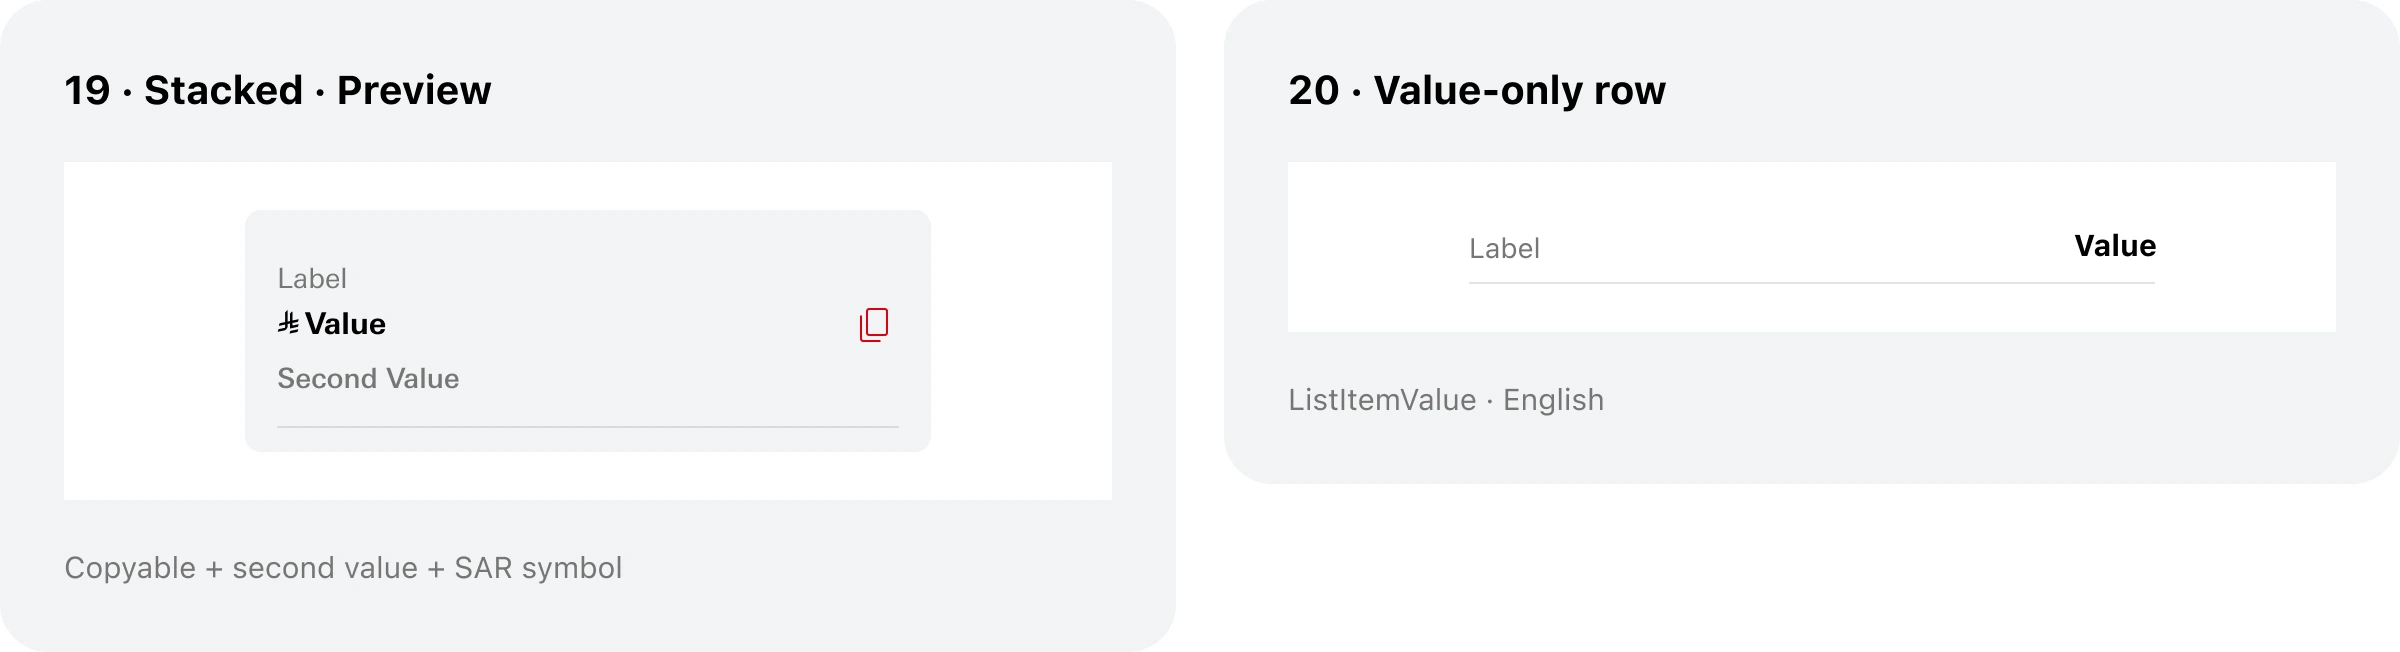 19 · Stacked · Preview
Label
⃁ Value
Second Value
Copyable + second value + SAR symbol
20 · Value-only row
Label
Value
ListItemValue · English